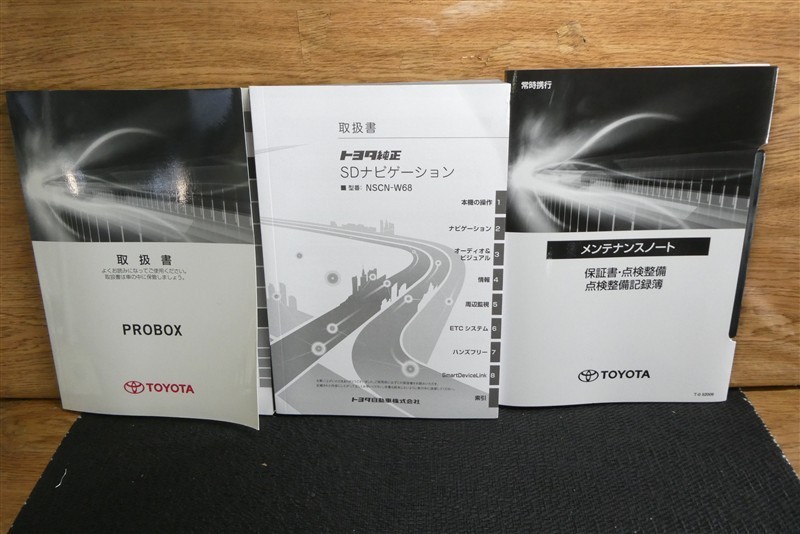 取扱書
よくお読みになってご使用ください。
取扱書は車の中に保管しましょう。
PROBOX
TOYOTA
取扱書
トヨタ純正
SDナビゲーション
■ 型番: NSCN-W68
本機の操作 1
ナビゲーション 2
オーディオ&
ビジュアル 3
情報 4
周辺監視 5
ETCシステム 6
ハンズフリー 7
SmartDeviceLink 8
索引
トヨタ自動車株式会社
常時携行
メンテナンスノート
保証書・点検整備
点検整備記録簿
TOYOTA